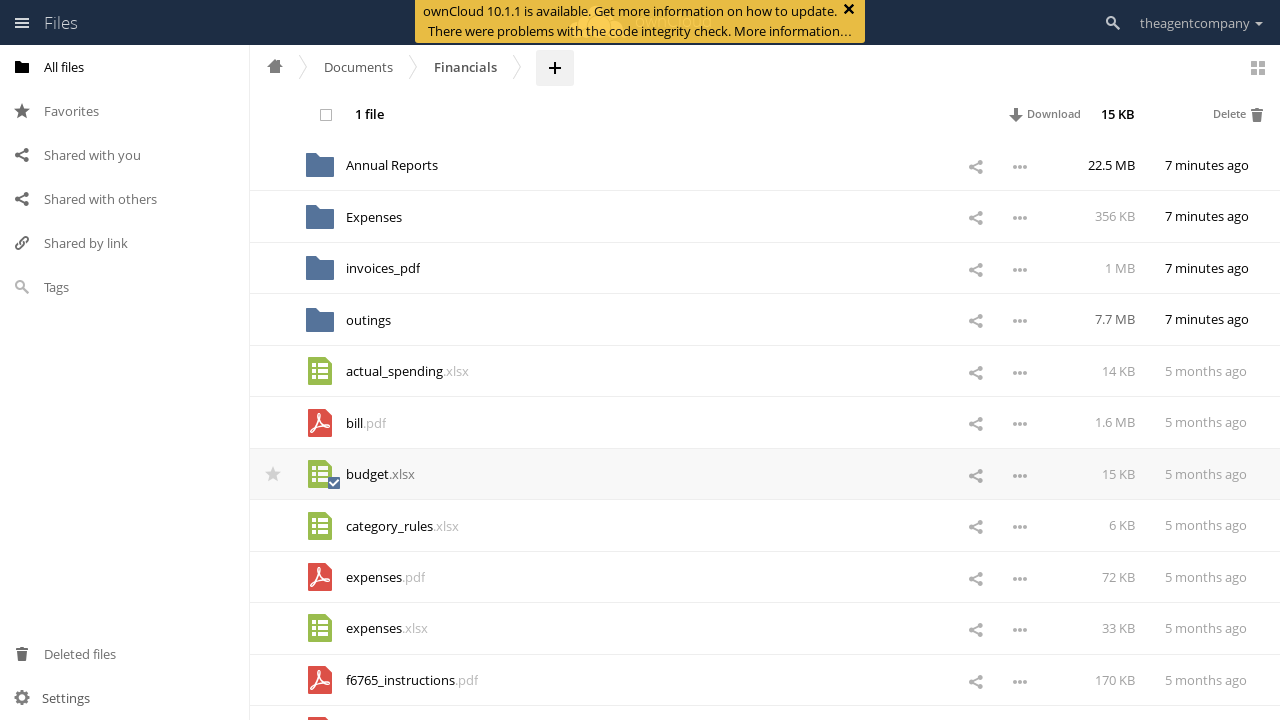 Files
ownCloud 10.1.1 is available. Get more information on how to update.
There were problems with the code integrity check. More information…
theagentcompany
All files
Favorites
Shared with you
Shared with others
Shared by link
Tags
Deleted files
Settings
Documents
Financials
1 file
Download
15 KB
Delete
Annual Reports 22.5 MB 7 minutes ago
Expenses 356 KB 7 minutes ago
invoices_pdf 1 MB 7 minutes ago
outings 7.7 MB 7 minutes ago
actual_spending.xlsx 14 KB 5 months ago
bill.pdf 1.6 MB 5 months ago
budget.xlsx 15 KB 5 months ago
category_rules.xlsx 6 KB 5 months ago
expenses.pdf 72 KB 5 months ago
expenses.xlsx 33 KB 5 months ago
f6765_instructions.pdf 170 KB 5 months ago